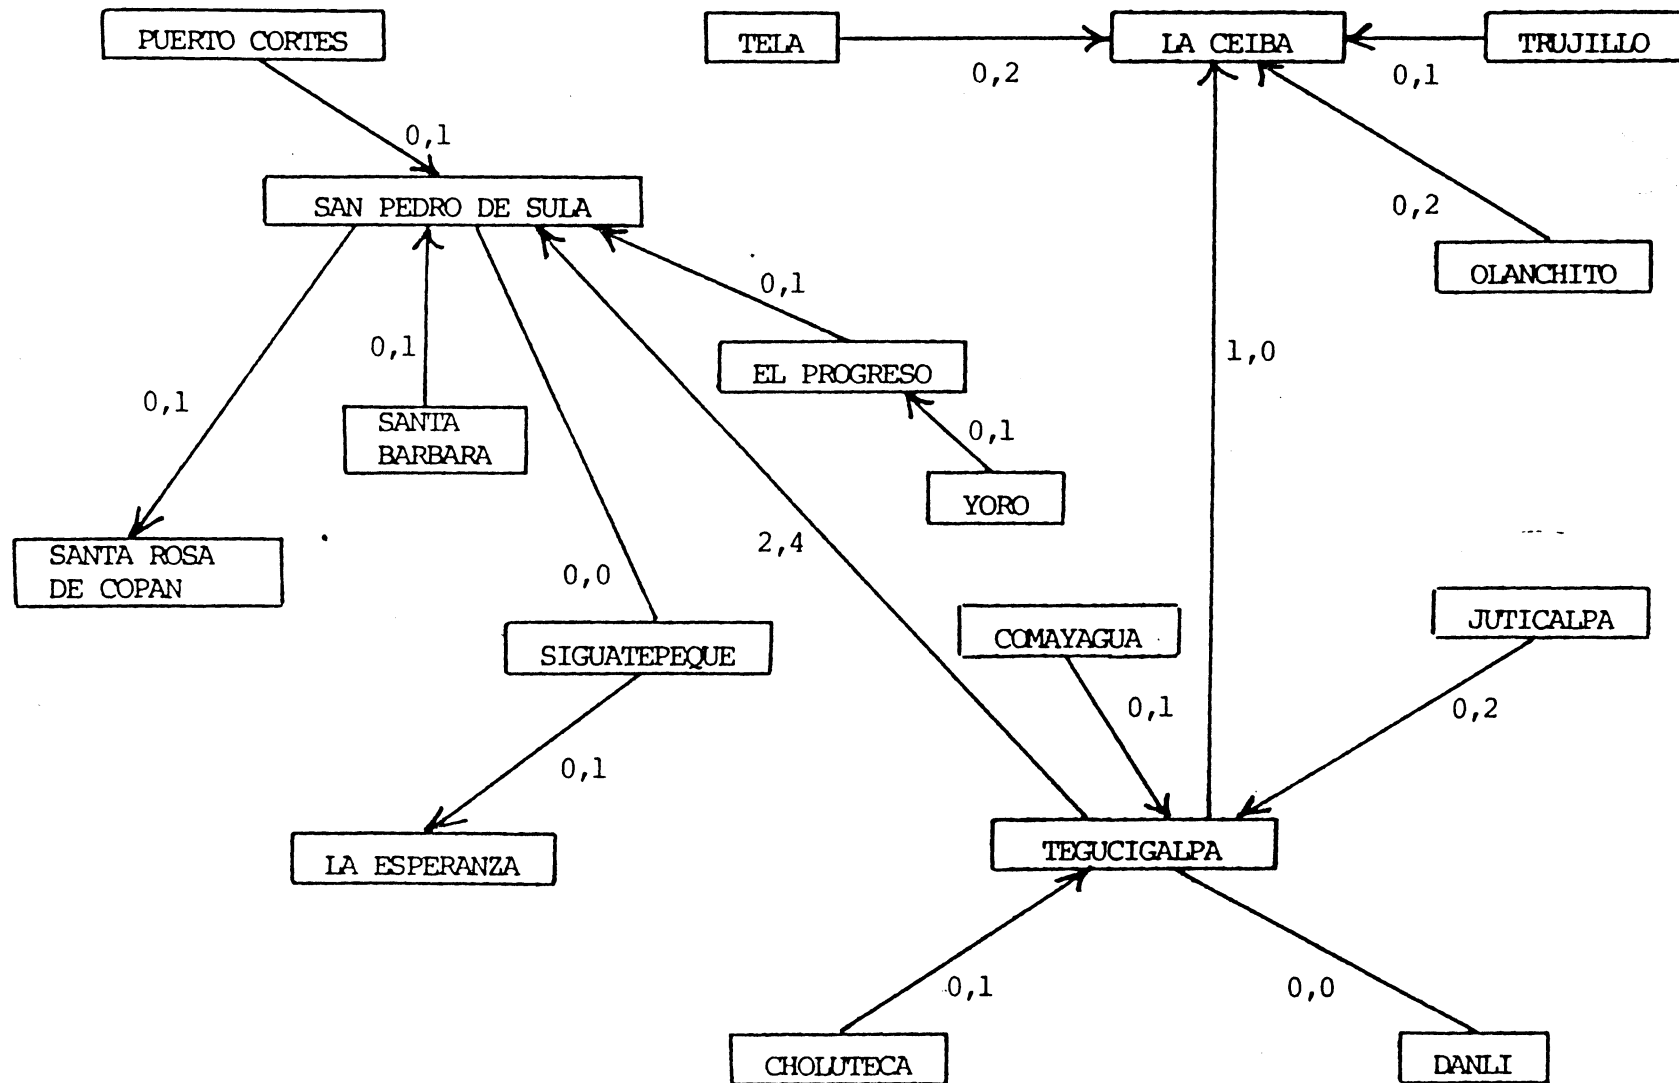 PUERTO CORTES
TELA
LA CEIBA
TRUJILLO
0,2
0,1
0,1
SAN PEDRO DE SULA
0,2
OLANCHITO
0,1
0,1
EL PROGRESO
1,0
0,1
SANTA
BARBARA
0,1
YORO
2,4
SANTA ROSA
DE COPAN
0,0
SIGUATEPEQUE
COMAYAGUA
JUTICALPA
0,1
0,2
0,1
LA ESPERANZA
TEGUCIGALPA
0,1
0,0
CHOLUTECA
DANLI